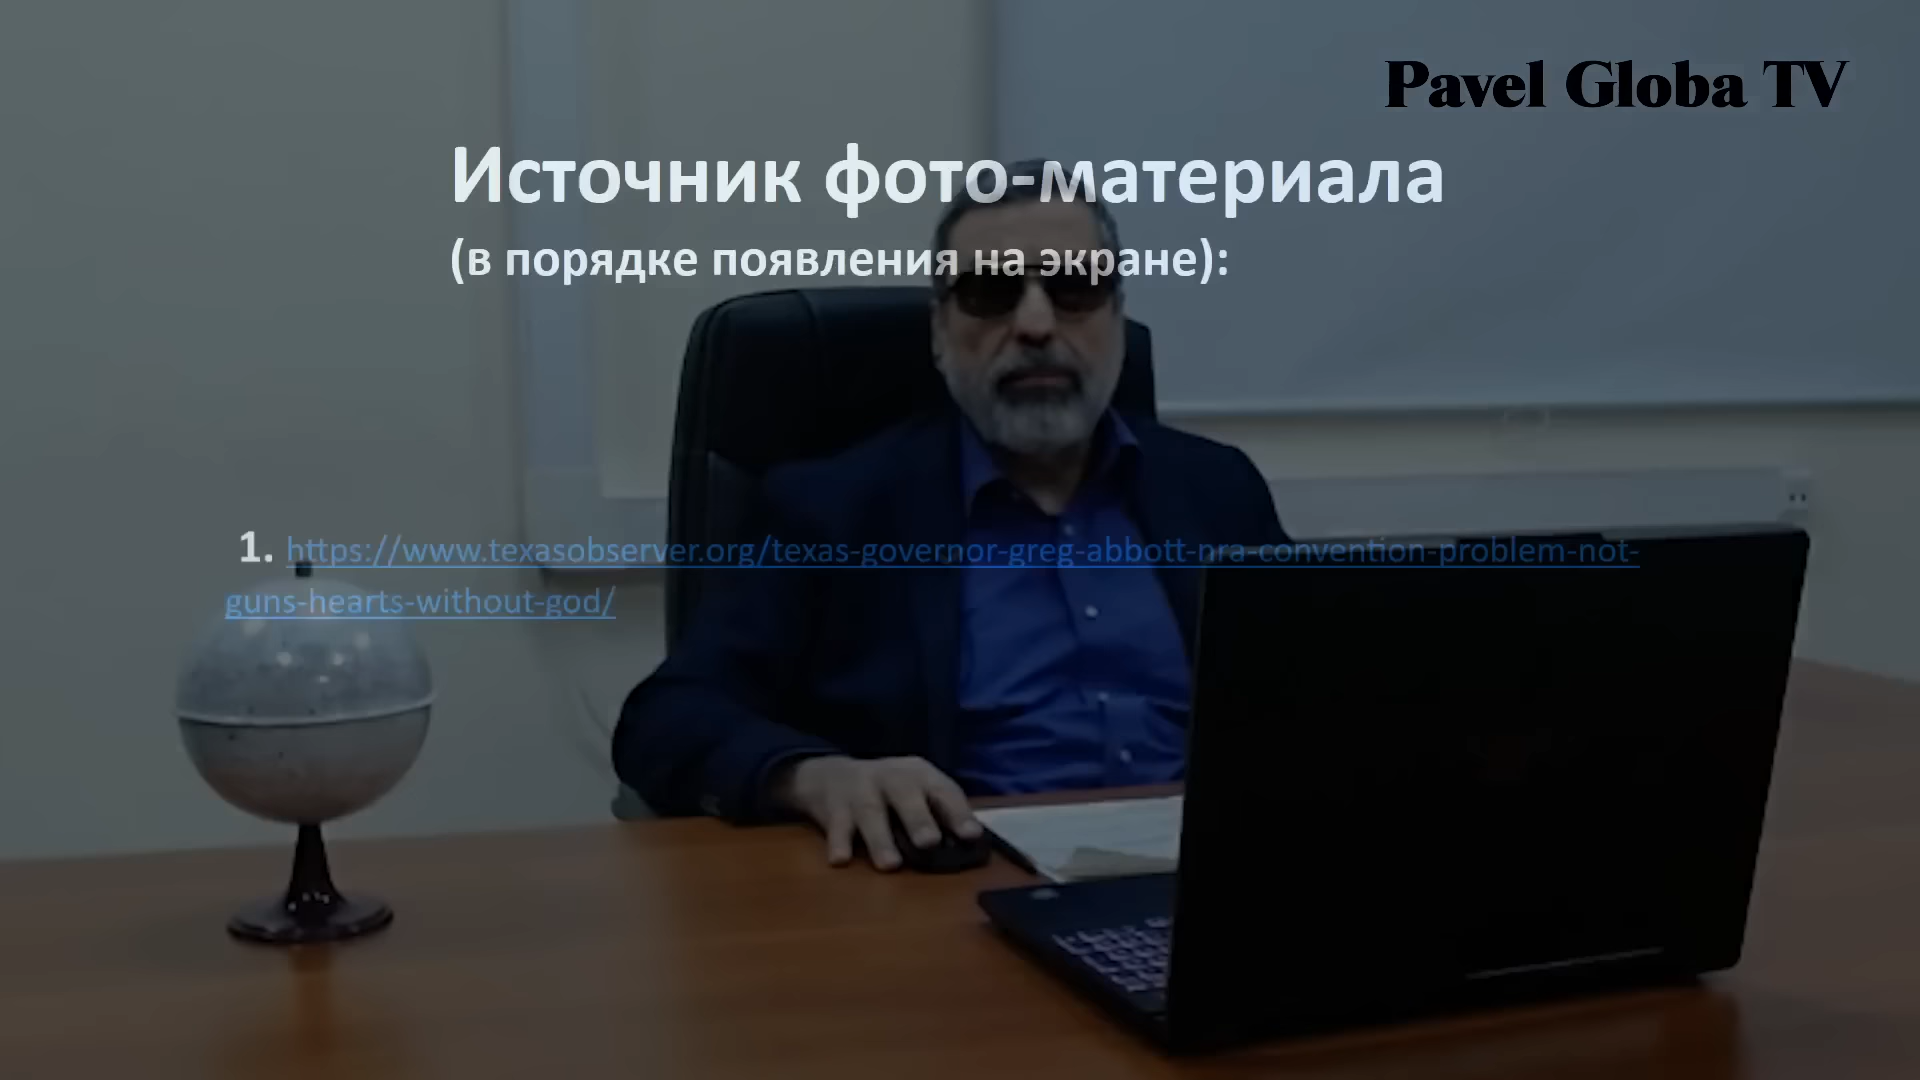 Pavel Globa TV
Источник фото-материала
(в порядке появления на экране):
1. https://www.texasobserver.org/texas-governor-greg-abbott-nra-convention-problem-not-
guns-hearts-without-god/